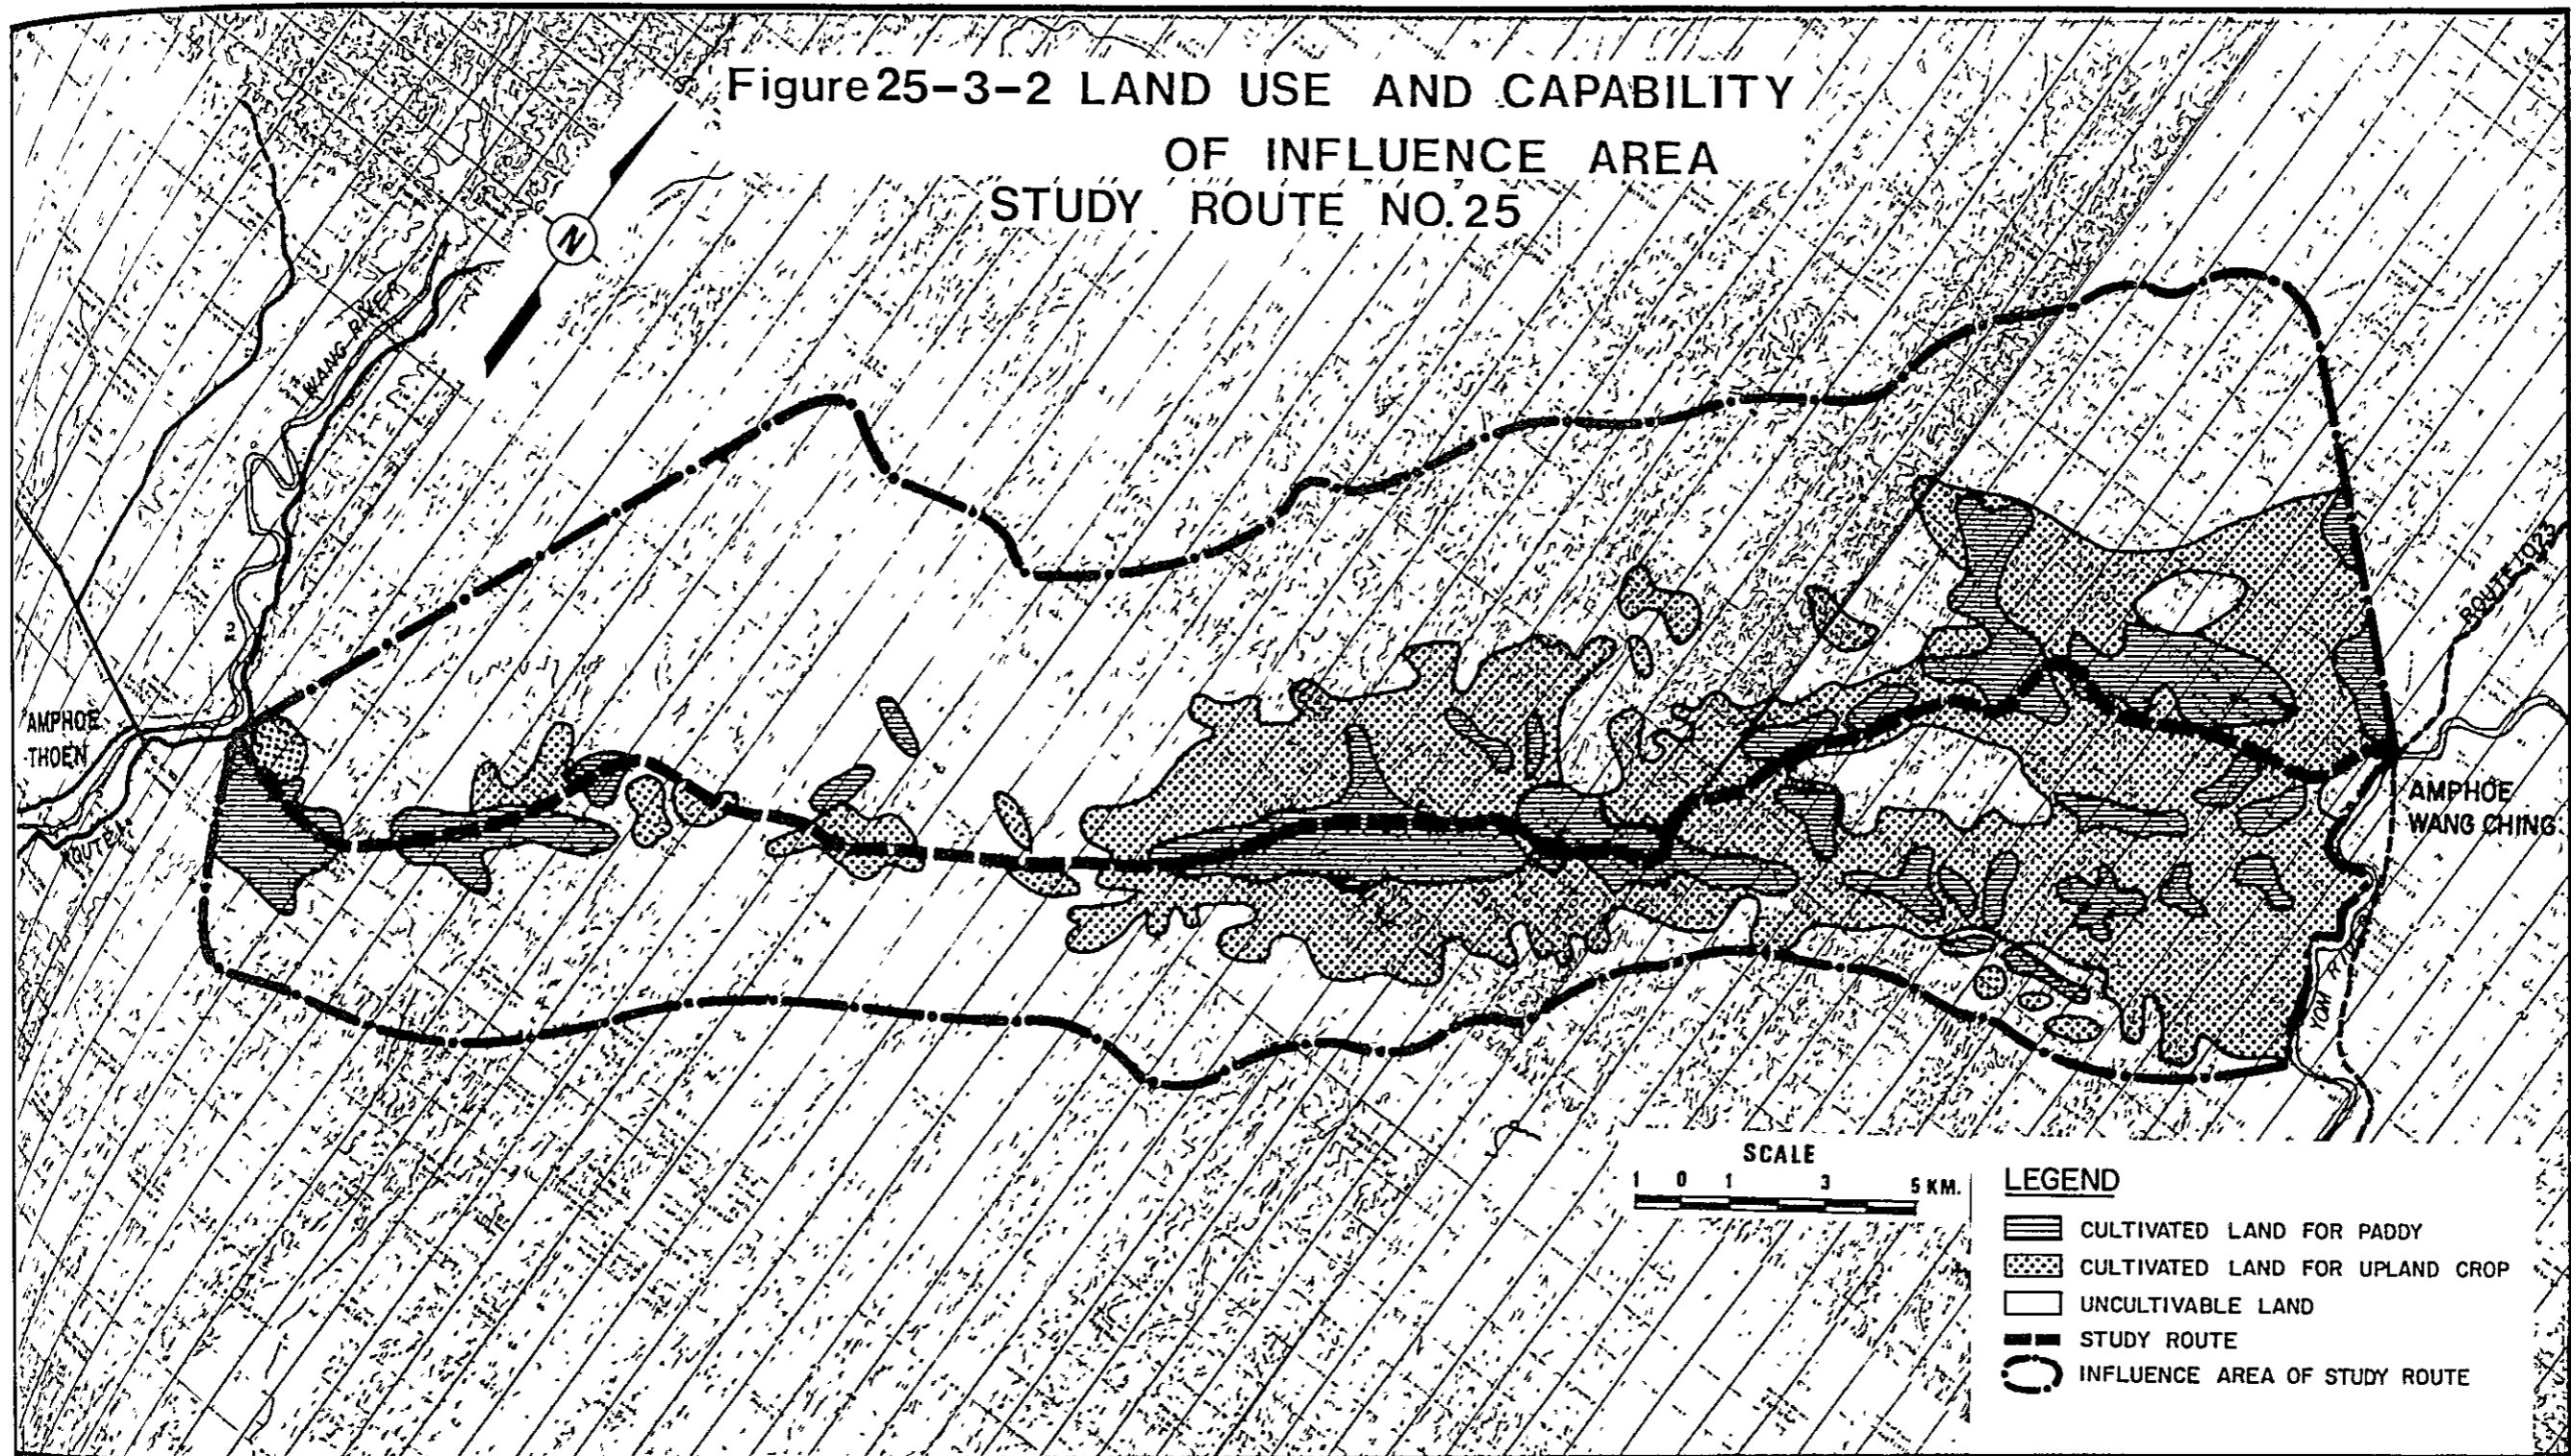 Figure 25-3-2 LAND USE AND CAPABILITY
OF INFLUENCE AREA
STUDY ROUTE NO. 25
N
WANG RIVER
ROUTE 1023
AMPHOE
THOEN
ROUTE 1
AMPHOE
WANG CHING
YOM
SCALE
1 0 1 3 5 KM.
LEGEND
CULTIVATED LAND FOR PADDY
CULTIVATED LAND FOR UPLAND CROP
UNCULTIVABLE LAND
STUDY ROUTE
INFLUENCE AREA OF STUDY ROUTE